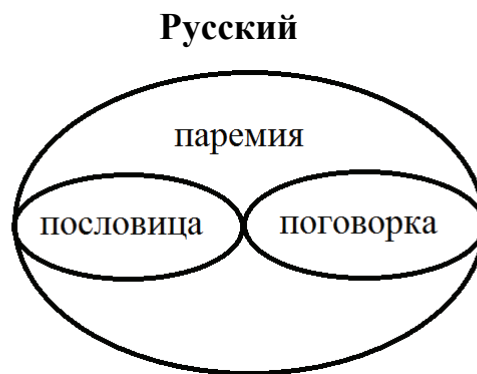 Русский
паремия
пословица поговорка